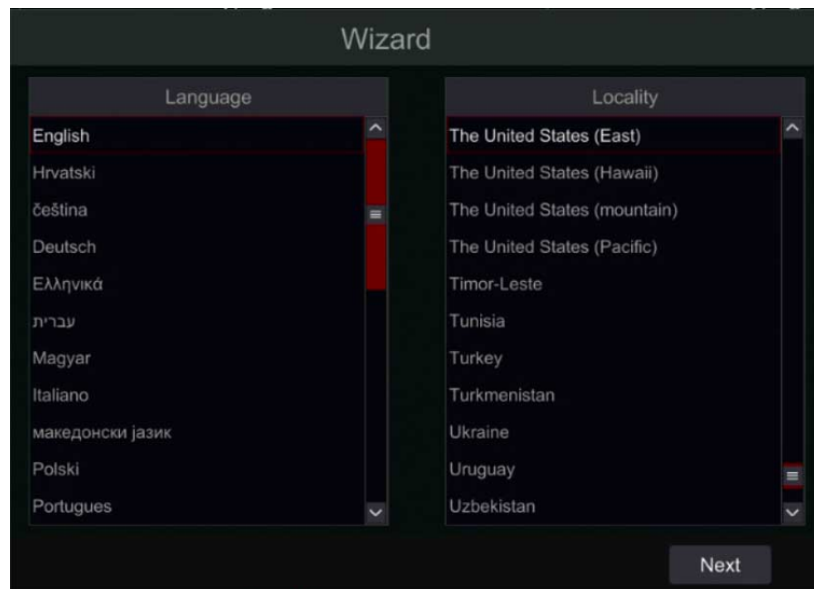 Wizard
Language
English
Hrvatski
čeština
Deutsch
Ελληνικά
עברית
Magyar
Italiano
македонски јазик
Polski
Portugues
Locality
The United States (East)
The United States (Hawaii)
The United States (mountain)
The United States (Pacific)
Timor-Leste
Tunisia
Turkey
Turkmenistan
Ukraine
Uruguay
Uzbekistan
Next